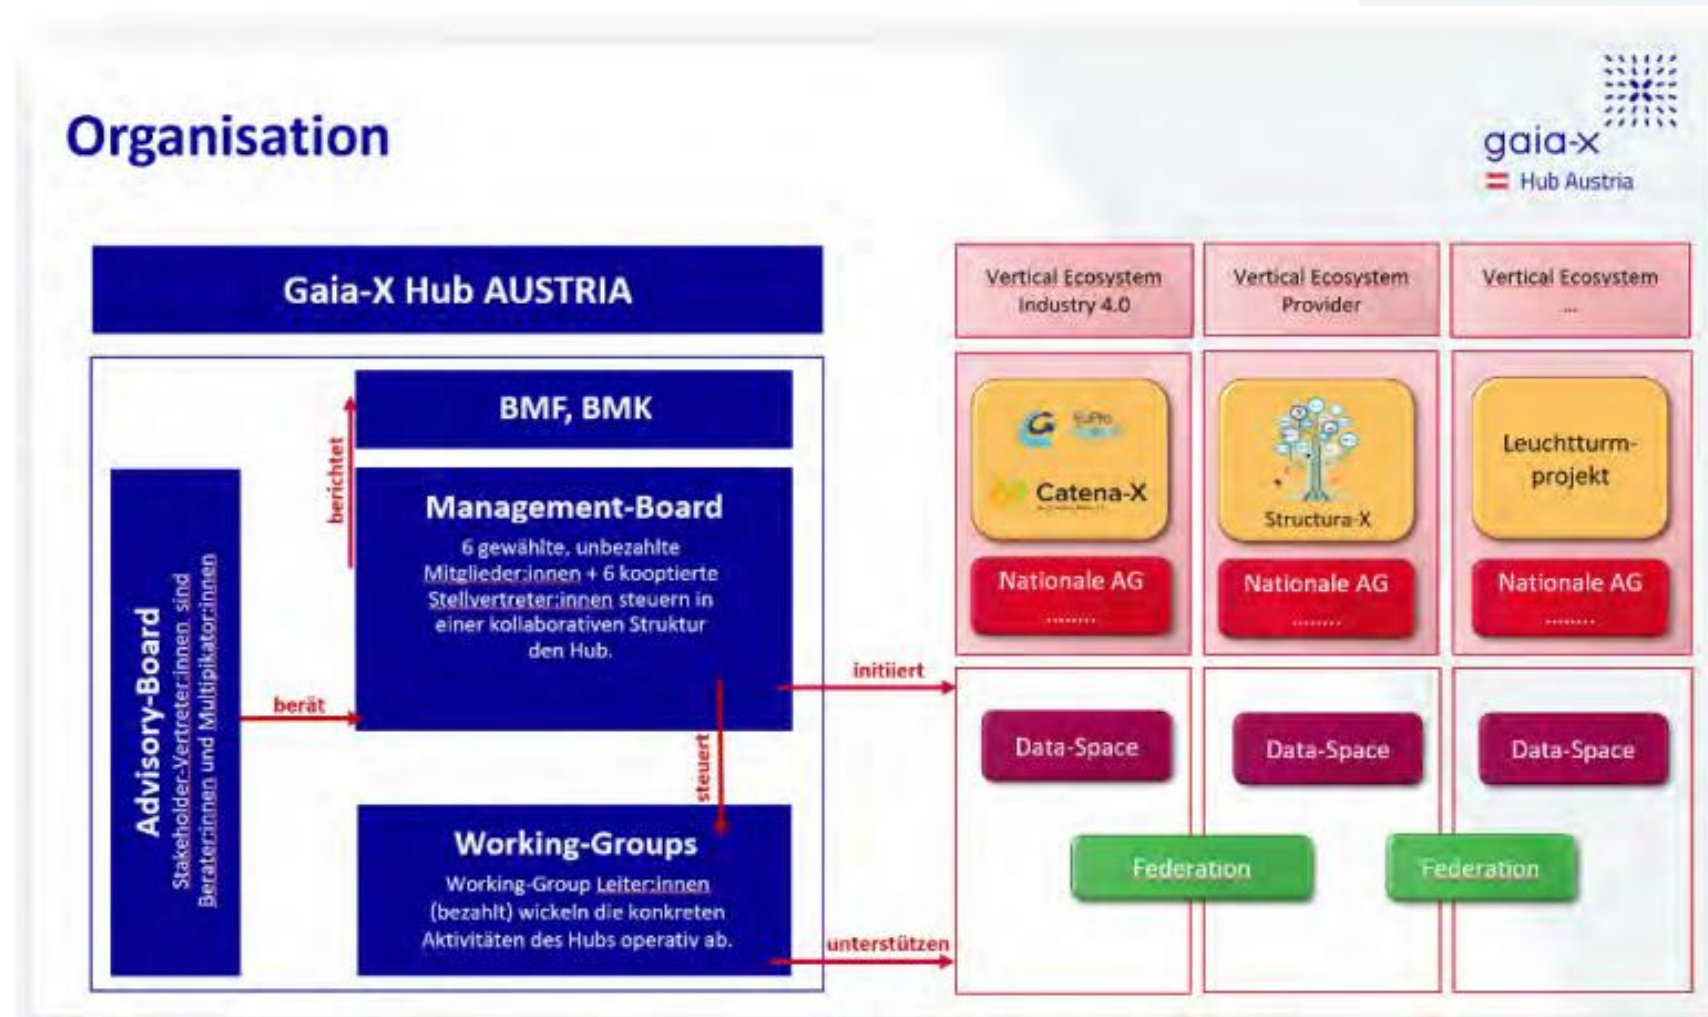 Organisation
gaia-x
Hub Austria
Gaia-X Hub AUSTRIA
BMF, BMK
berichtet
Management-Board
6 gewählte, unbezahlte
Mitglieder:innen + 6 kooptierte
Stellvertreter:innen steuern in
einer kollaborativen Struktur
den Hub.
Advisory-Board
Stakeholder-Vertreter:innen sind
Berater:innen und Multipikator:innen
berät
steuert
initiiert
Working-Groups
Working-Group Leiter:innen
(bezahlt) wickeln die konkreten
Aktivitäten des Hubs operativ ab.
unterstützen
Vertical Ecosystem
Industry 4.0
Vertical Ecosystem
Provider
Vertical Ecosystem
...
EuPro
Catena-X
Structura-X
Leuchtturm-
projekt
Nationale AG
........
Nationale AG
........
Nationale AG
........
Data-Space
Data-Space
Data-Space
Federation
Federation